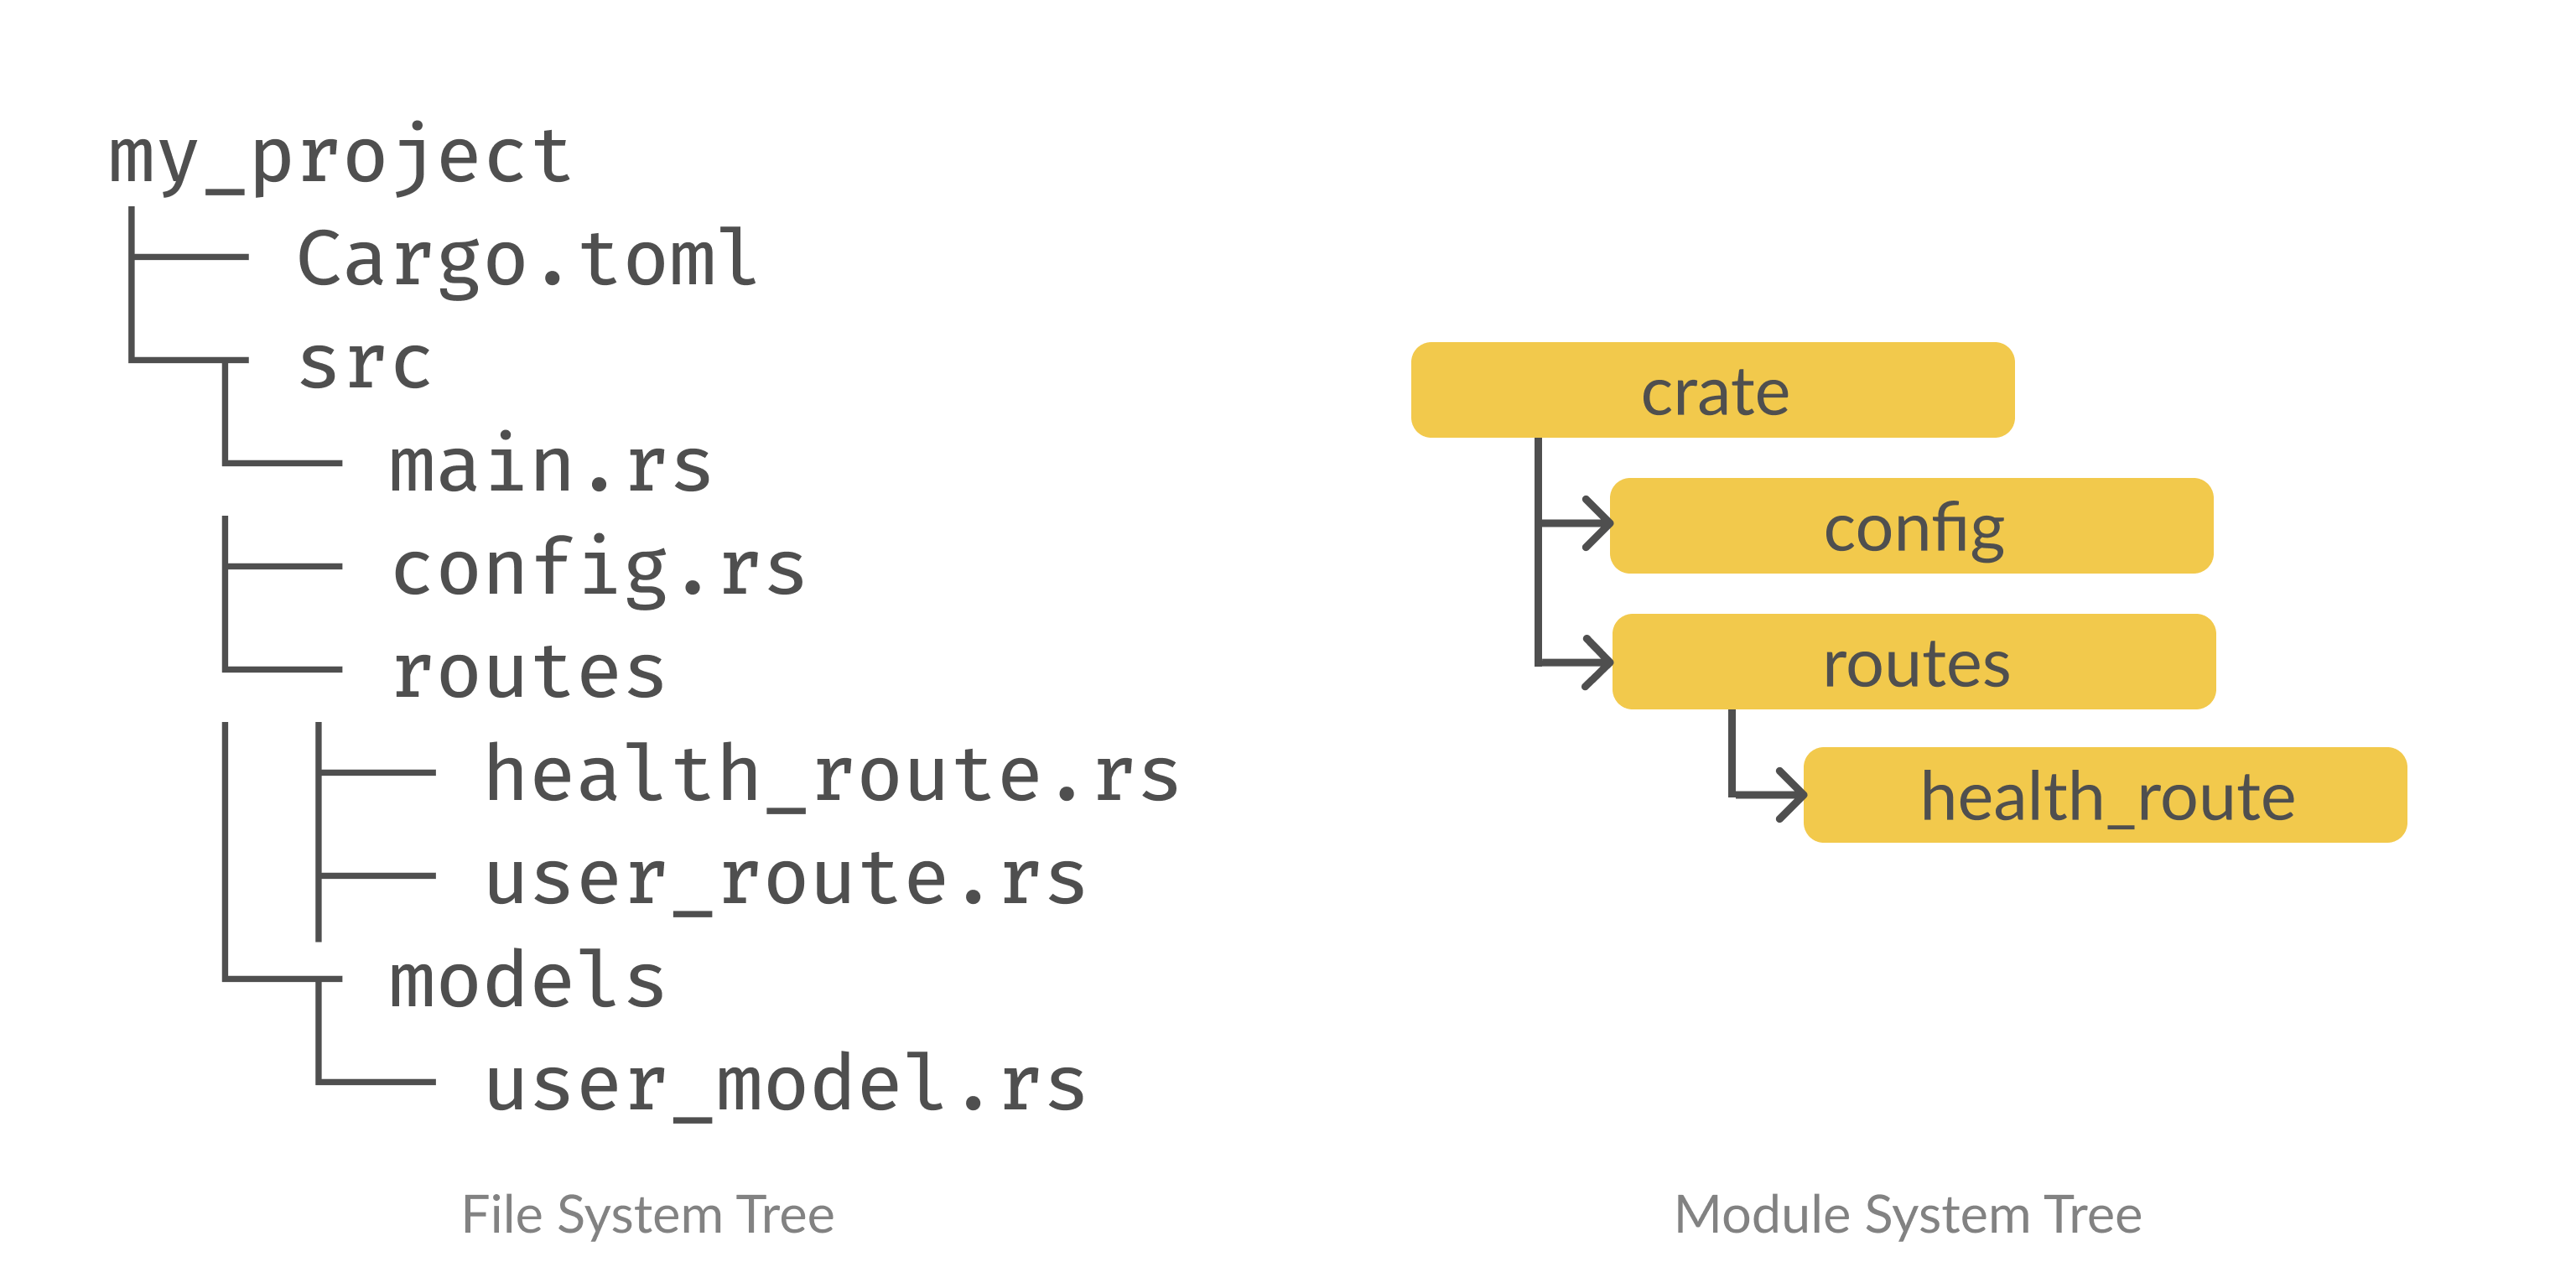 my_project
Cargo.toml
src
main.rs
config.rs
routes
health_route.rs
user_route.rs
models
user_model.rs
File System Tree
crate
config
routes
health_route
Module System Tree